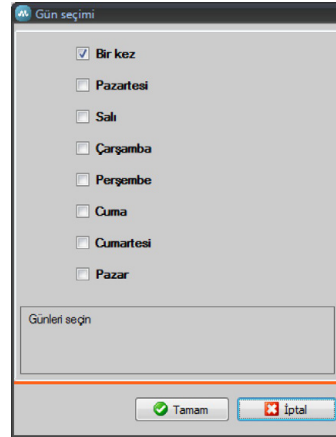 Gün seçimi
Bir kez
Pazartesi
Salı
Çarşamba
Perşembe
Cuma
Cumartesi
Pazar
Günleri seçin
Tamam
İptal